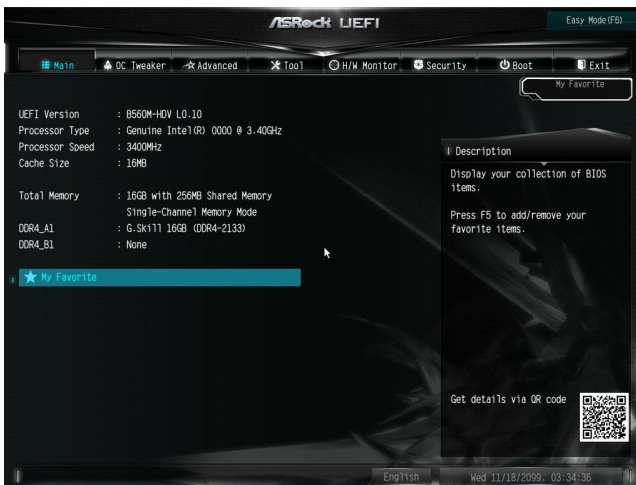 ASRock UEFI
Easy Mode(F6)
Main
OC Tweaker
Advanced
Tool
H/W Monitor
Security
Boot
Exit
My Favorite
UEFI Version : B560M-HDV L0.10
Processor Type : Genuine Intel(R) 0000 @ 3.40GHz
Processor Speed : 3400MHz
Cache Size : 16MB
Total Memory : 16GB with 256MB Shared Memory
Single-Channel Memory Mode
DDR4_A1 : G.Skill 16GB (DDR4-2133)
DDR4_B1 : None
My Favorite
Description
Display your collection of BIOS
items.
Press F5 to add/remove your
favorite items.
Get details via QR code
English
Wed 11/18/2099. 03:34:36